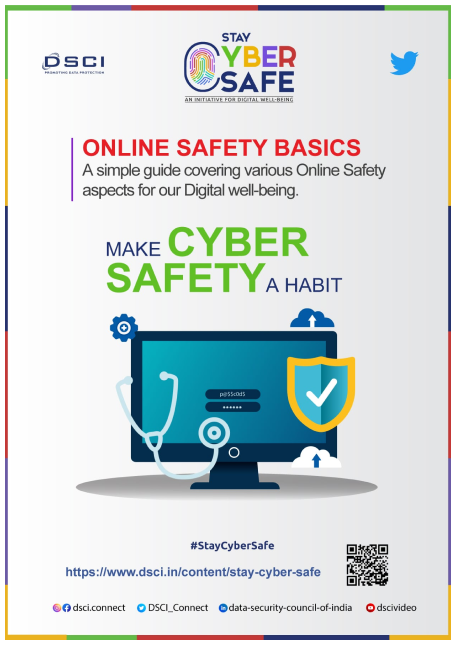 DSCI
PROMOTING DATA PROTECTION
STAY
CYBER
SAFE
AN INITIATIVE FOR DIGITAL WELL-BEING
ONLINE SAFETY BASICS
A simple guide covering various Online Safety
aspects for our Digital well-being.
MAKE CYBER
SAFETY A HABIT
p@SSc0dS
••••••
#StayCyberSafe
https://www.dsci.in/content/stay-cyber-safe
dsci.connect DSCI_Connect data-security-council-of-india dscivideo